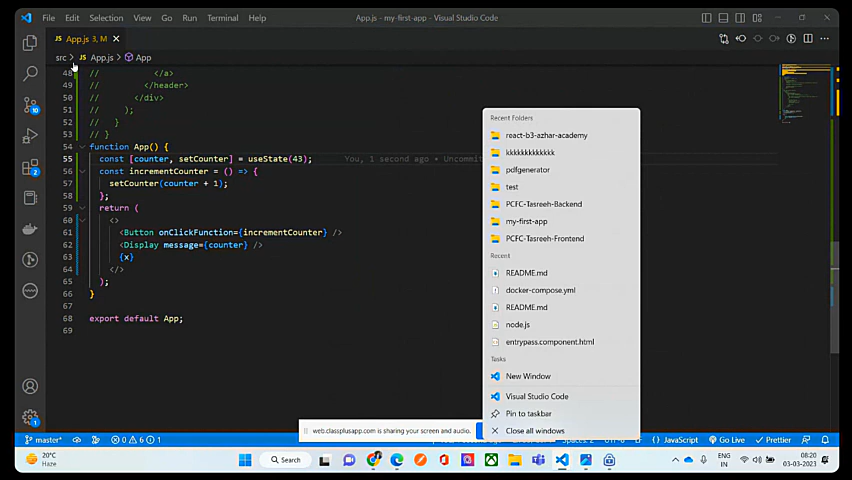 File Edit Selection View Go Run Terminal Help App.js - my-first-app - Visual Studio Code
JS App.js 3, M
src > JS App.js > App
48 // </a>
49 // </header>
50 // </div>
51 // );
52 // }
53 // }
54 function App() {
55 const [counter, setCounter] = useState(43); You, 1 second ago • Uncommit
56 const incrementCounter = () => {
57 setCounter(counter + 1);
58 };
59 return (
60 <>
61 <Button onClickFunction={incrementCounter} />
62 <Display message={counter} />
63 {x}
64 </>
65 );
66 }
67
68 export default App;
69
10
2
1
Recent Folders
react-b3-azhar-academy
kkkkkkkkkkkkk
pdfgenerator
test
PCFC-Tasreeh-Backend
my-first-app
PCFC-Tasreeh-Frontend
Recent
README.md
docker-compose.yml
README.md
node.js
entrypass.component.html
Tasks
New Window
Visual Studio Code
Pin to taskbar
Close all windows
web.classplusapp.com is sharing your screen and audio.
master* 0 6 1 JavaScript Go Live Prettier
20°C
Haze
Search
ENG
IN
08:20
03-03-2023